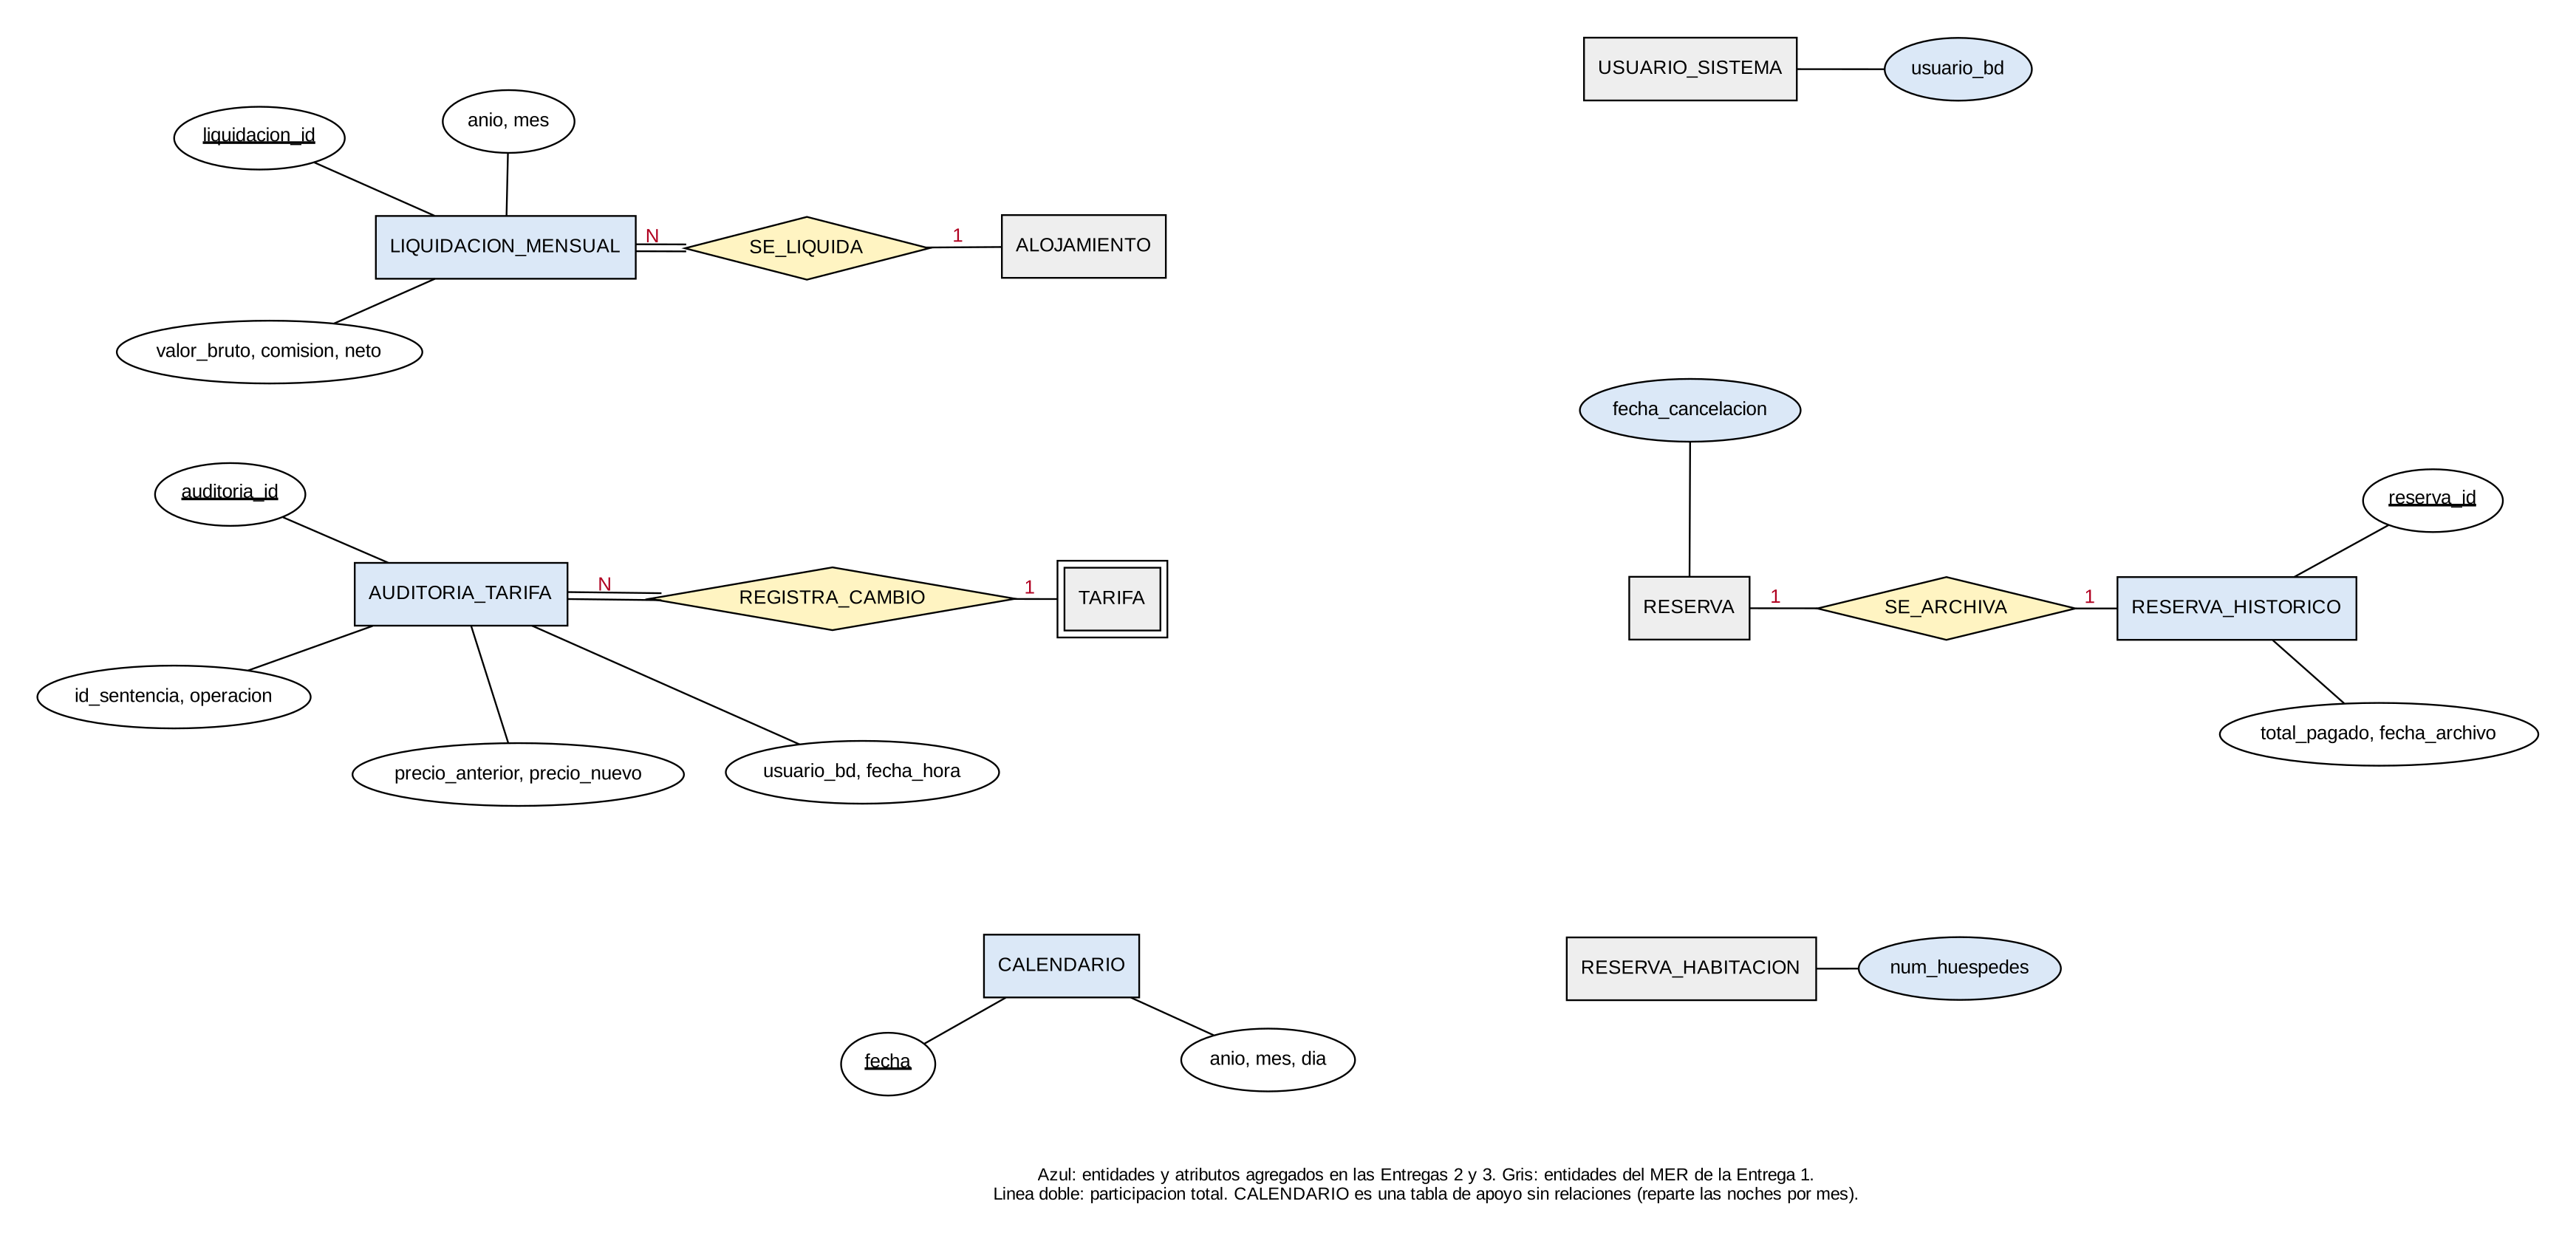 USUARIO_SISTEMA
usuario_bd
liquidacion_id
anio, mes
LIQUIDACION_MENSUAL
N
SE_LIQUIDA
1
ALOJAMIENTO
valor_bruto, comision, neto
fecha_cancelacion
auditoria_id
reserva_id
AUDITORIA_TARIFA
N
REGISTRA_CAMBIO
1
TARIFA
RESERVA
1
SE_ARCHIVA
1
RESERVA_HISTORICO
id_sentencia, operacion
precio_anterior, precio_nuevo
usuario_bd, fecha_hora
total_pagado, fecha_archivo
CALENDARIO
RESERVA_HABITACION
num_huespedes
fecha
anio, mes, dia
Azul: entidades y atributos agregados en las Entregas 2 y 3. Gris: entidades del MER de la Entrega 1.
Linea doble: participacion total. CALENDARIO es una tabla de apoyo sin relaciones (reparte las noches por mes).